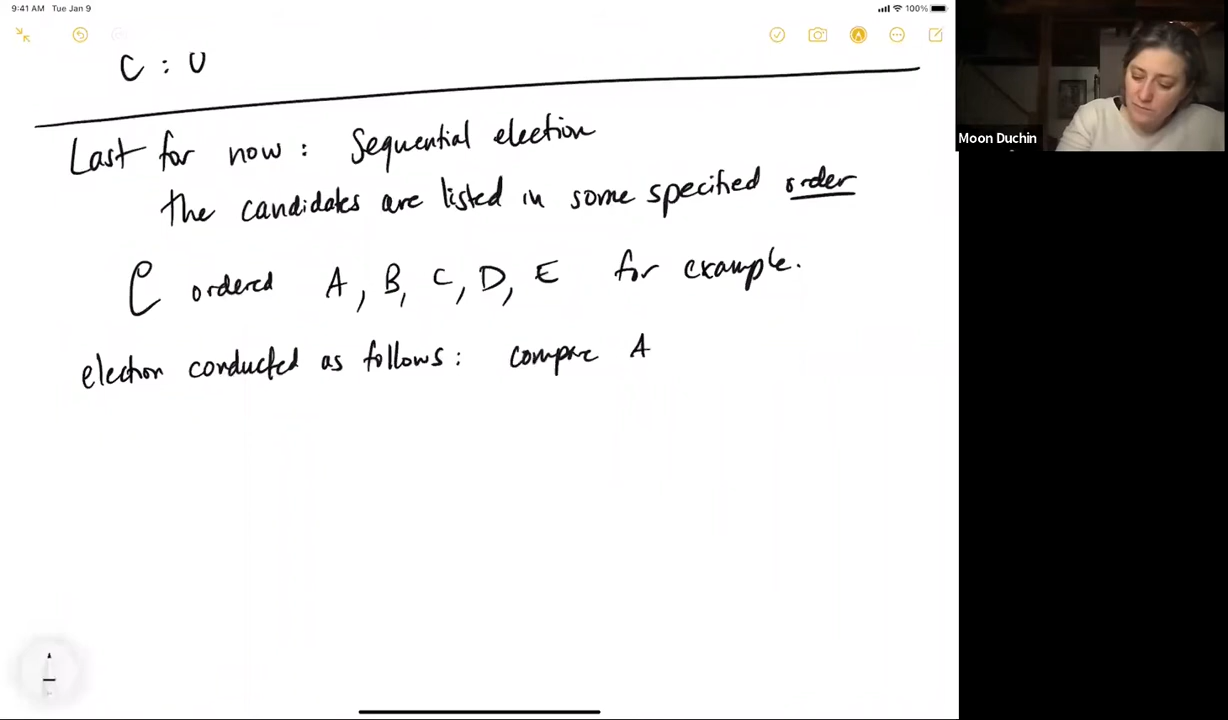 9:41 AM Tue Jan 9
100%
C : 0
Moon Duchin
Last for now : Sequential election
the candidates are listed in some specified order
C ordered A, B, C, D, E for example.
election conducted as follows : compare A